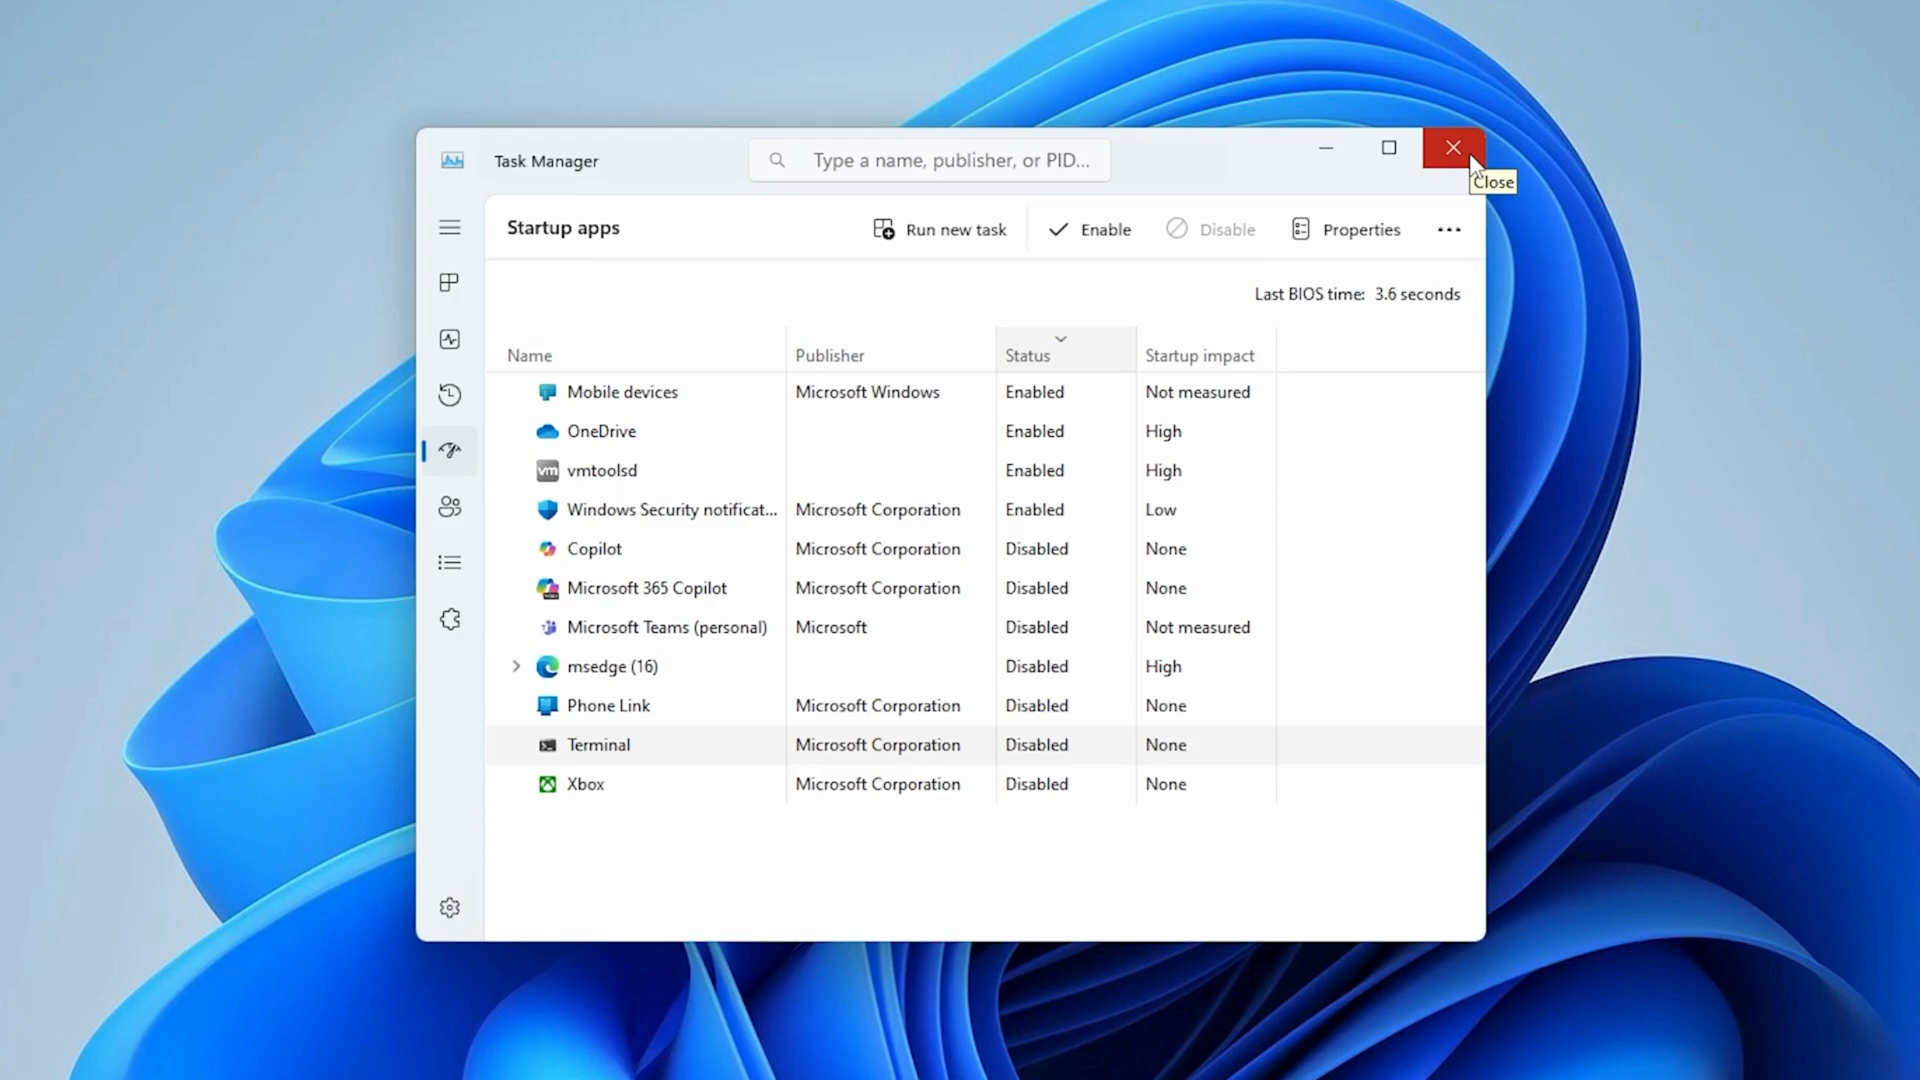 Task Manager
Type a name, publisher, or PID...
Close
Startup apps
Run new task
Enable
Disable
Properties
Last BIOS time: 3.6 seconds
Name Publisher Status Startup impact
Mobile devices Microsoft Windows Enabled Not measured
OneDrive Enabled High
vm vmtoolsd Enabled High
Windows Security notificat... Microsoft Corporation Enabled Low
Copilot Microsoft Corporation Disabled None
Microsoft 365 Copilot Microsoft Corporation Disabled None
Microsoft Teams (personal) Microsoft Disabled Not measured
msedge (16) Disabled High
Phone Link Microsoft Corporation Disabled None
Terminal Microsoft Corporation Disabled None
Xbox Microsoft Corporation Disabled None